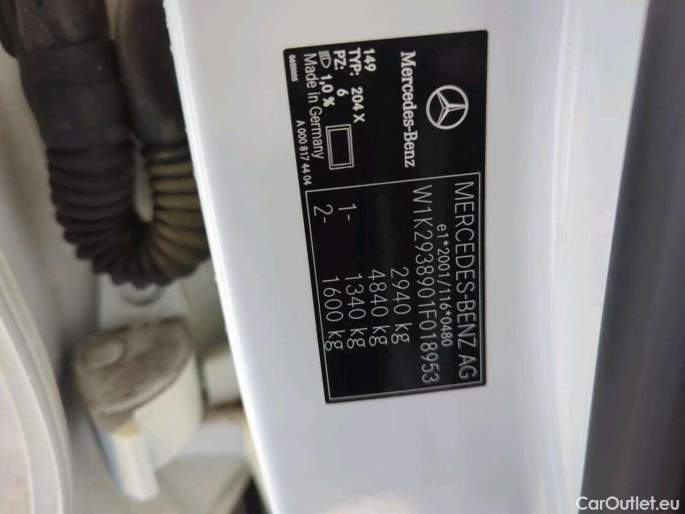 Mercedes-Benz
149
TYP: 204 X
PZ: 6
1,0 %
Made in Germany
A 000 817 44 04
MERCEDES-BENZ AG
e1*2001/116*0480
W1K2938901F018953
2940 kg
4840 kg
1- 1340 kg
2- 1600 kg
CarOutlet.eu